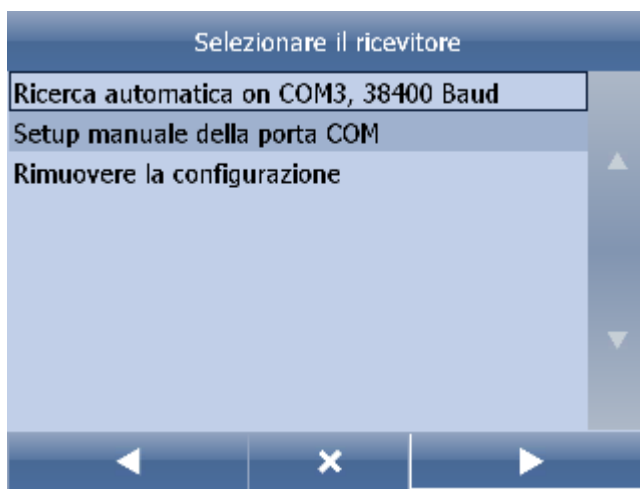 Selezionare il ricevitore
Ricerca automatica on COM3, 38400 Baud
Setup manuale della porta COM
Rimuovere la configurazione